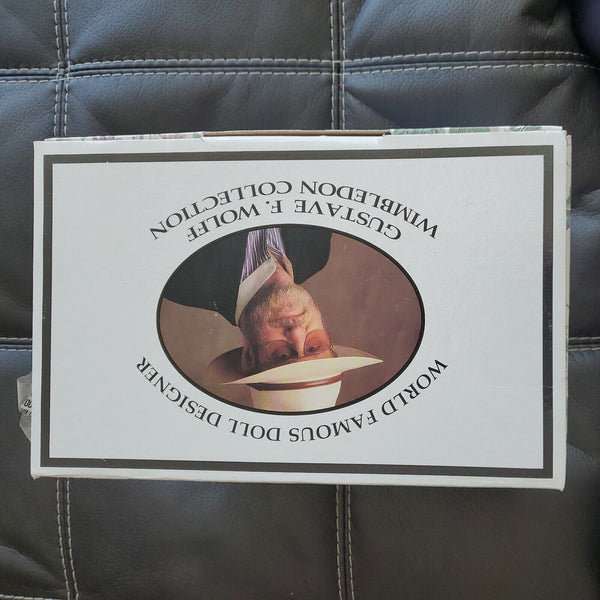 WORLD FAMOUS DOLL DESIGNER
GUSTAVE F. WOLFF
WIMBLEDON COLLECTION